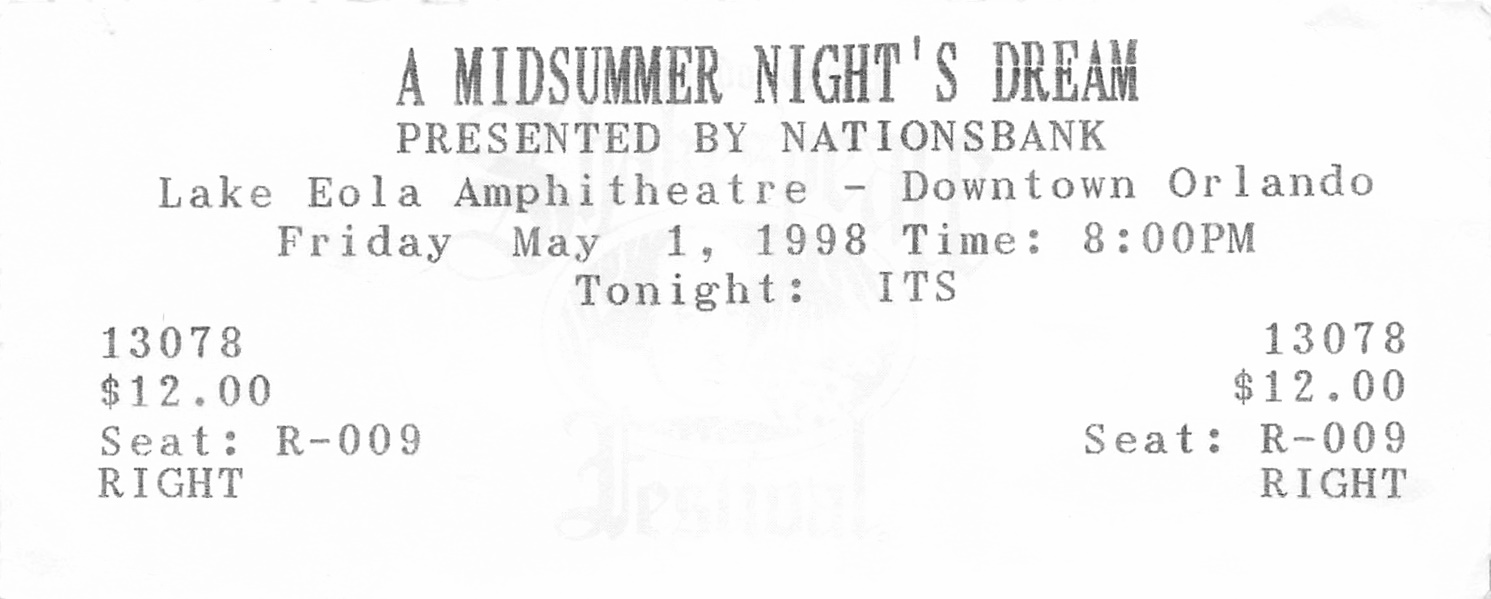 A MIDSUMMER NIGHT'S DREAM
PRESENTED BY NATIONSBANK
Lake Eola Amphitheatre - Downtown Orlando
Friday May 1, 1998 Time: 8:00PM
Tonight: ITS
13078 13078
$12.00 $12.00
Seat: R-009 Seat: R-009
RIGHT RIGHT
Festival